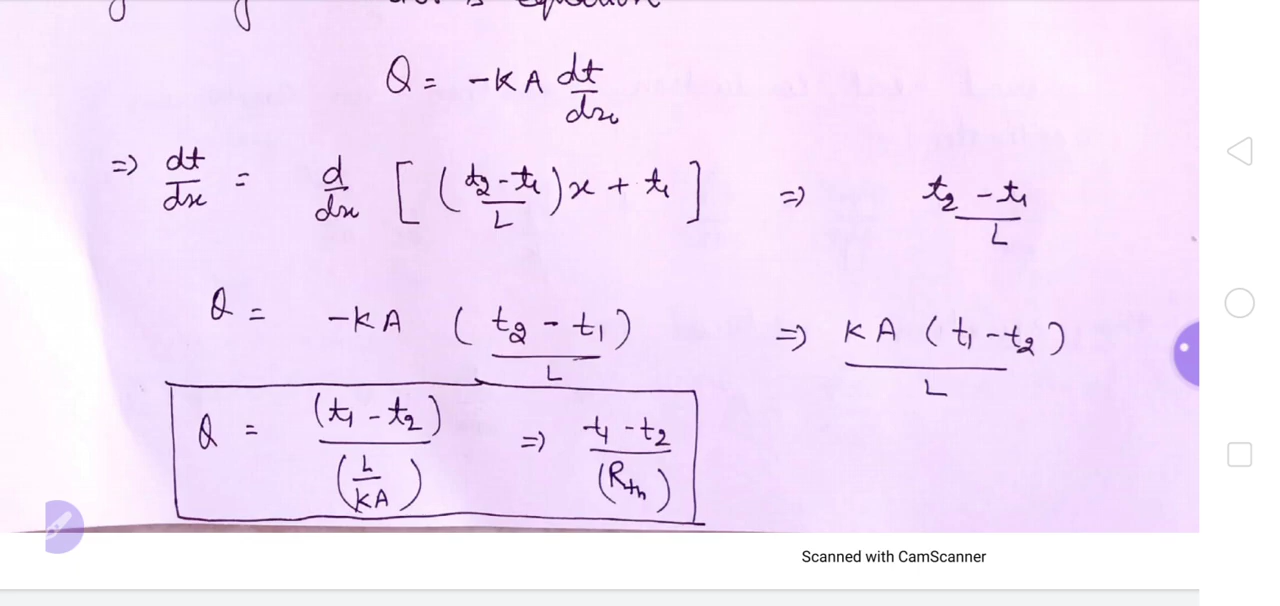 equation
Q = -KA dt/dx
=> dt/dx = d/dx [ ( t2-t1/L ) x + t1 ] => t2 - t1/L
Q = -KA ( t2 - t1 )/L => KA ( t1 - t2 )/L
Q = (t1 - t2)/(L/KA) => t1 - t2/(Rth)
Scanned with CamScanner